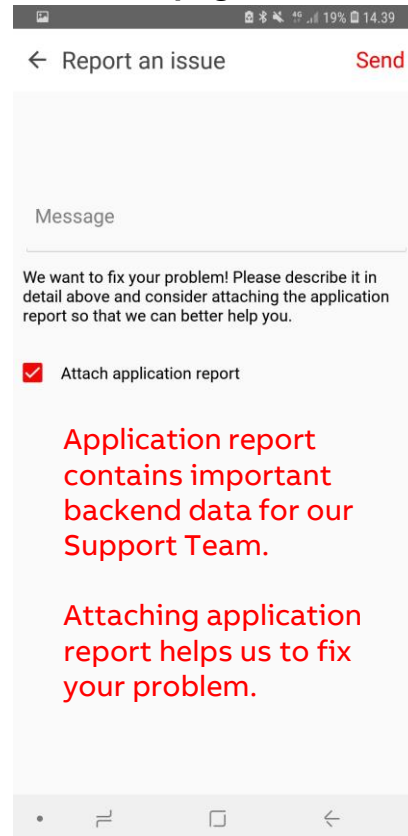 19% 14.39
Report an issue Send
Message
We want to fix your problem! Please describe it in
detail above and consider attaching the application
report so that we can better help you.
Attach application report
Application report
contains important
backend data for our
Support Team.
Attaching application
report helps us to fix
your problem.